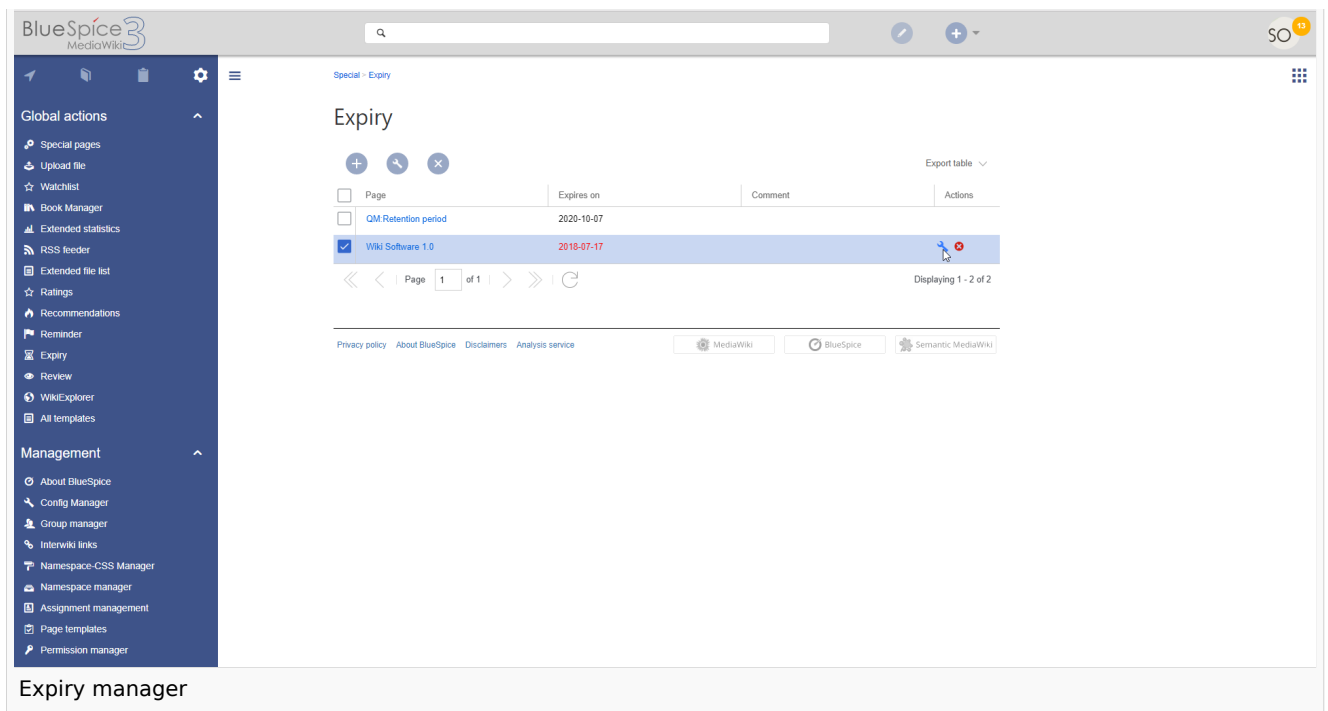 BlueSpice 3
MediaWiki
SO 13
Special > Expiry
Global actions
Special pages
Upload file
Watchlist
Book Manager
Extended statistics
RSS feeder
Extended file list
Ratings
Recommendations
Reminder
Expiry
Review
WikiExplorer
All templates
Management
About BlueSpice
Config Manager
Group manager
Interwiki links
Namespace-CSS Manager
Namespace manager
Assignment management
Page templates
Permission manager
Expiry
Export table
Page Expires on Comment Actions
QM:Retention period 2020-10-07
Wiki Software 1.0 2018-07-17
Page 1 of 1 Displaying 1 - 2 of 2
Privacy policy About BlueSpice Disclaimers Analysis service MediaWiki BlueSpice Semantic MediaWiki
Expiry manager